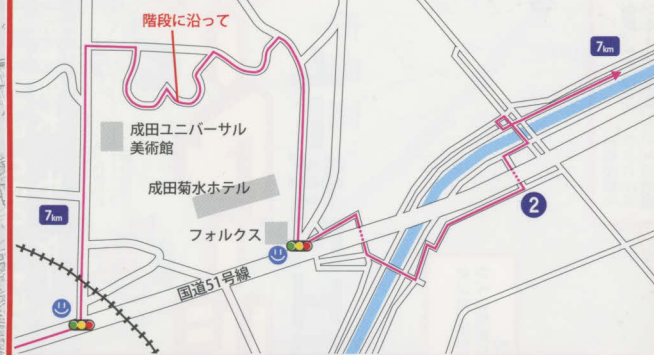 階段に沿って
7km
成田ユニバーサル
美術館
成田菊水ホテル
7km
2
フォルクス
国道51号線